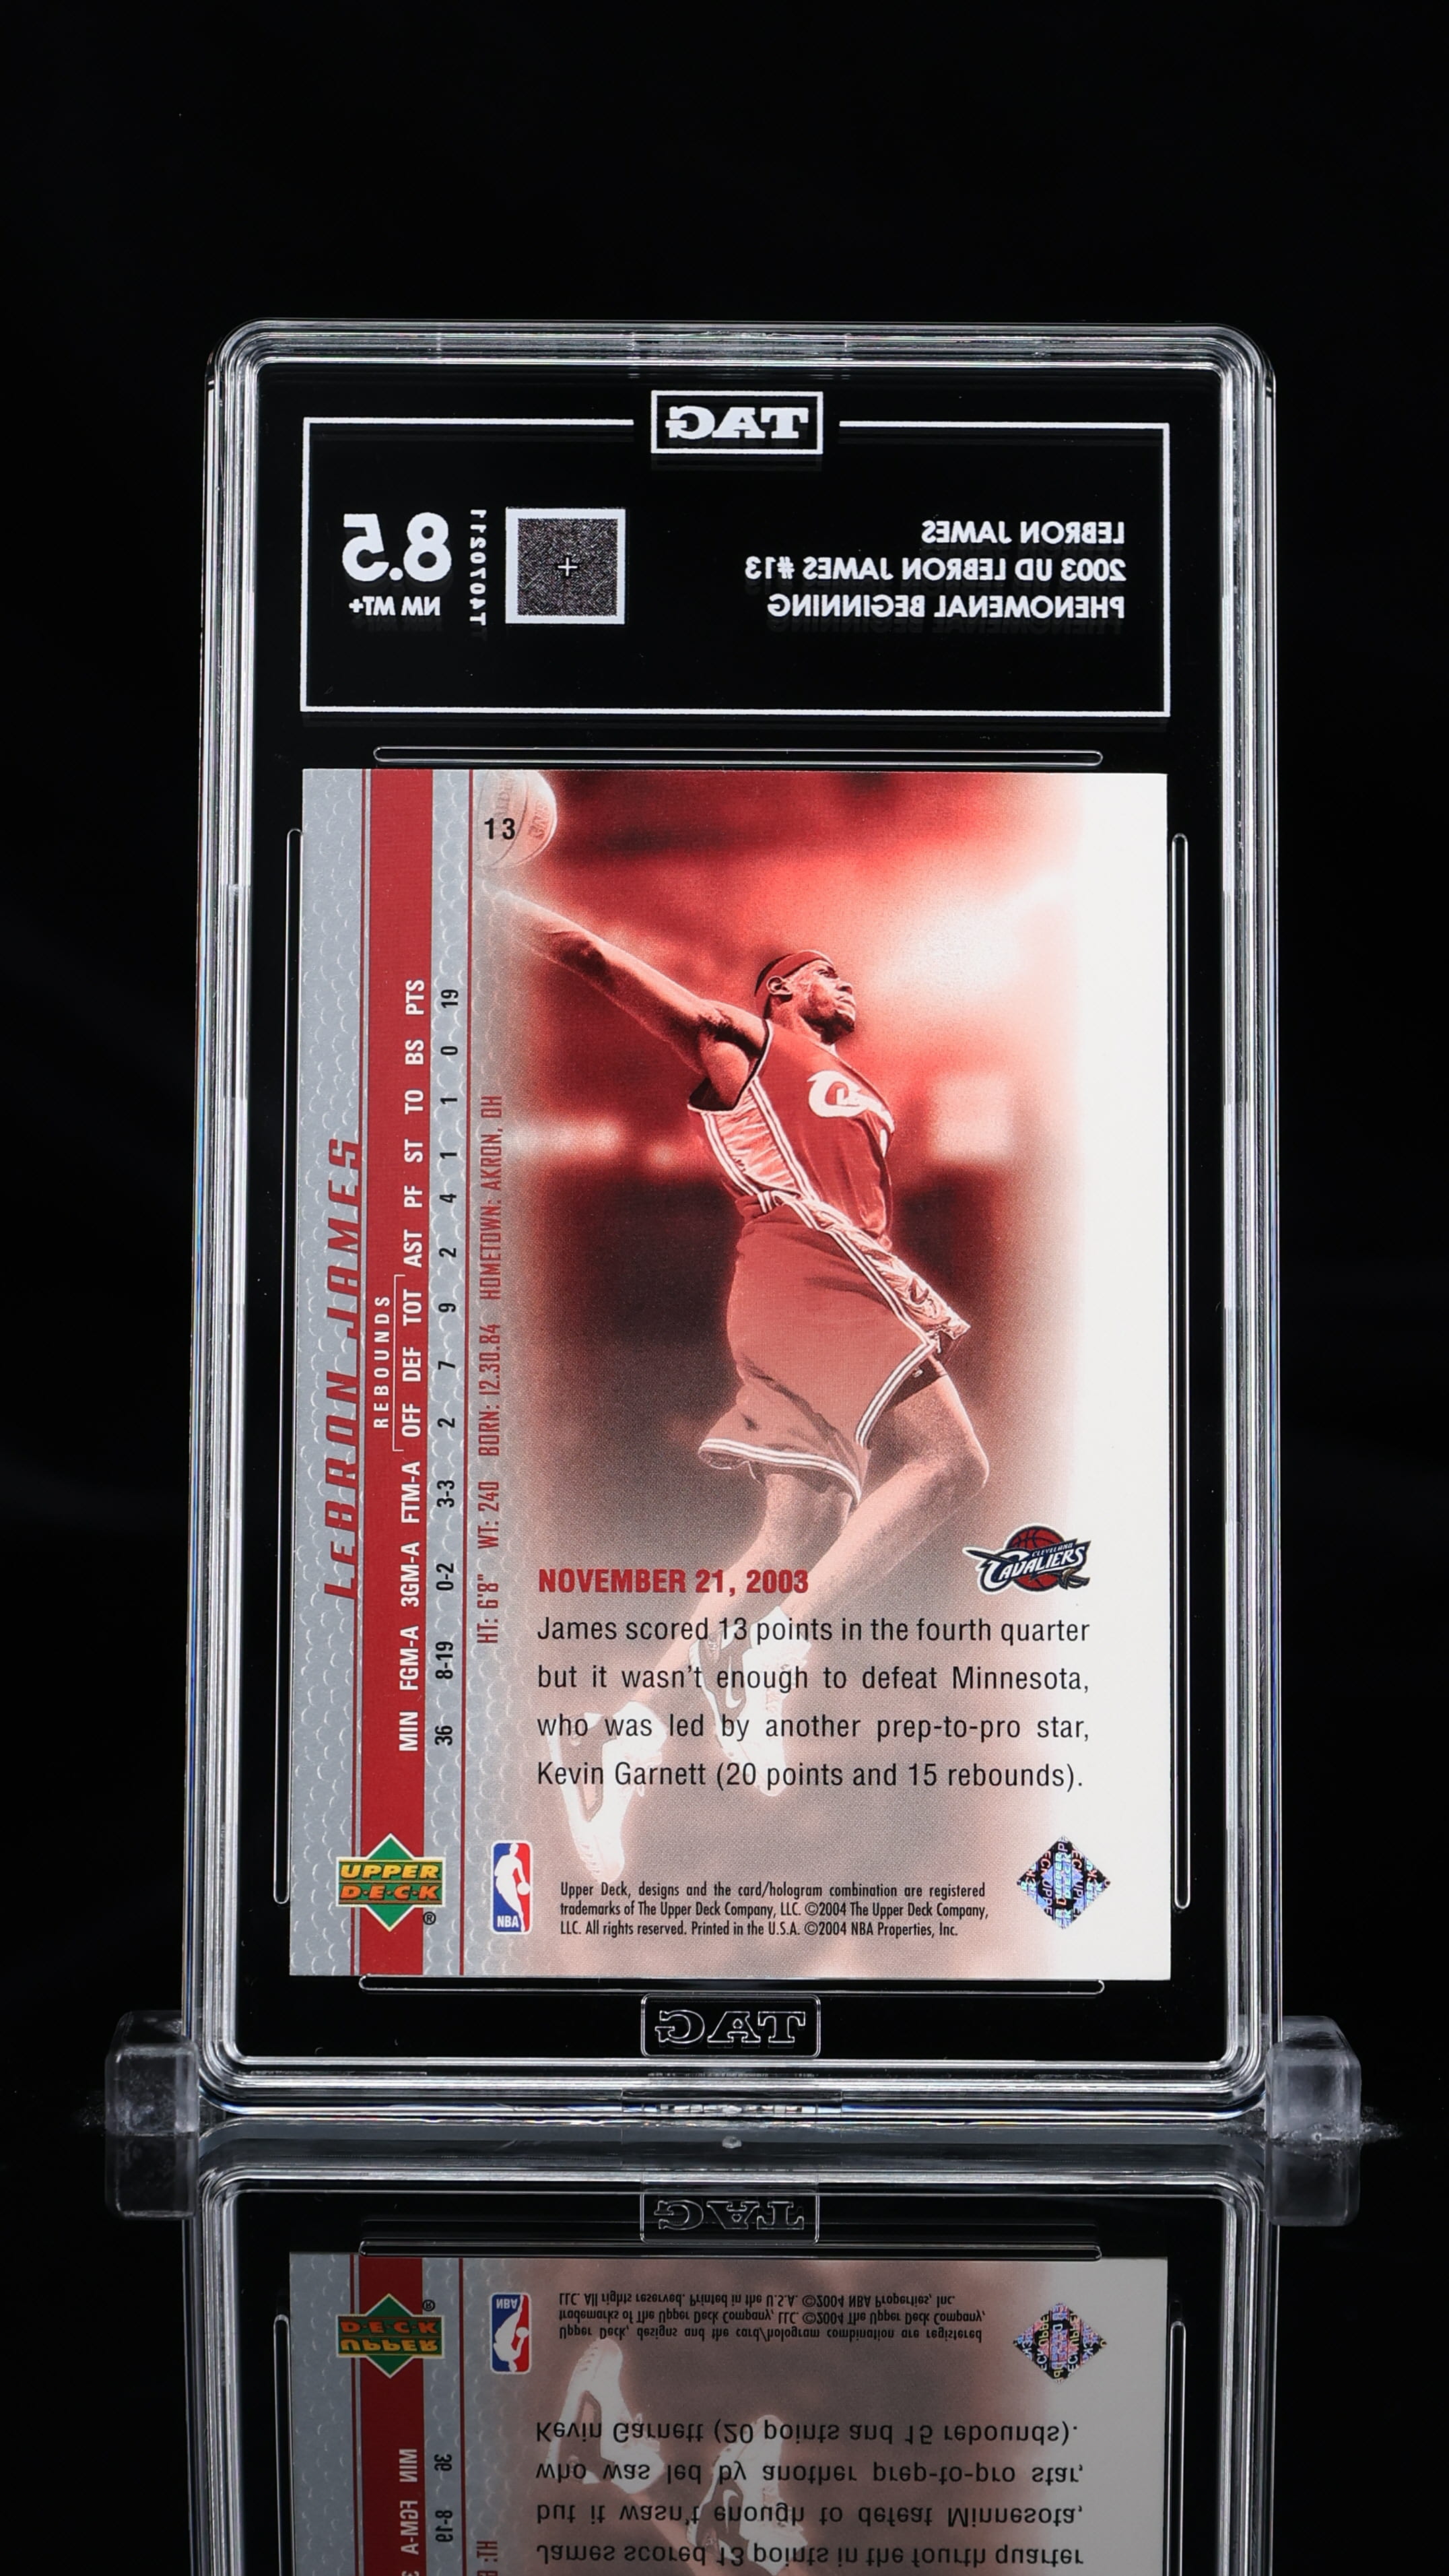 TAG
LEBRON JAMES
2003 UD LEBRON JAMES #13
PHENOMENAL BEGINNING
T4070211
8.5
NM MT+
13
LEBRON JAMES
REBOUNDS
MIN FGM-A 3GM-A FTM-A OFF DEF TOT AST PF ST TO BS PTS
36 8-19 0-2 3-3 2 7 9 2 4 1 1 0 19
HT: 6'8" WT: 240 BORN: 12.30.84 HOMETOWN: AKRON, OH
CLEVELAND
CAVALIERS
NOVEMBER 21, 2003
James scored 13 points in the fourth quarter
but it wasn't enough to defeat Minnesota,
who was led by another prep-to-pro star,
Kevin Garnett (20 points and 15 rebounds).
UPPER
D·E·C·K
®
NBA
Upper Deck, designs and the card/hologram combination are registered
trademarks of The Upper Deck Company, LLC. ©2004 The Upper Deck Company,
LLC. All rights reserved. Printed in the U.S.A. ©2004 NBA Properties, Inc.
TAG